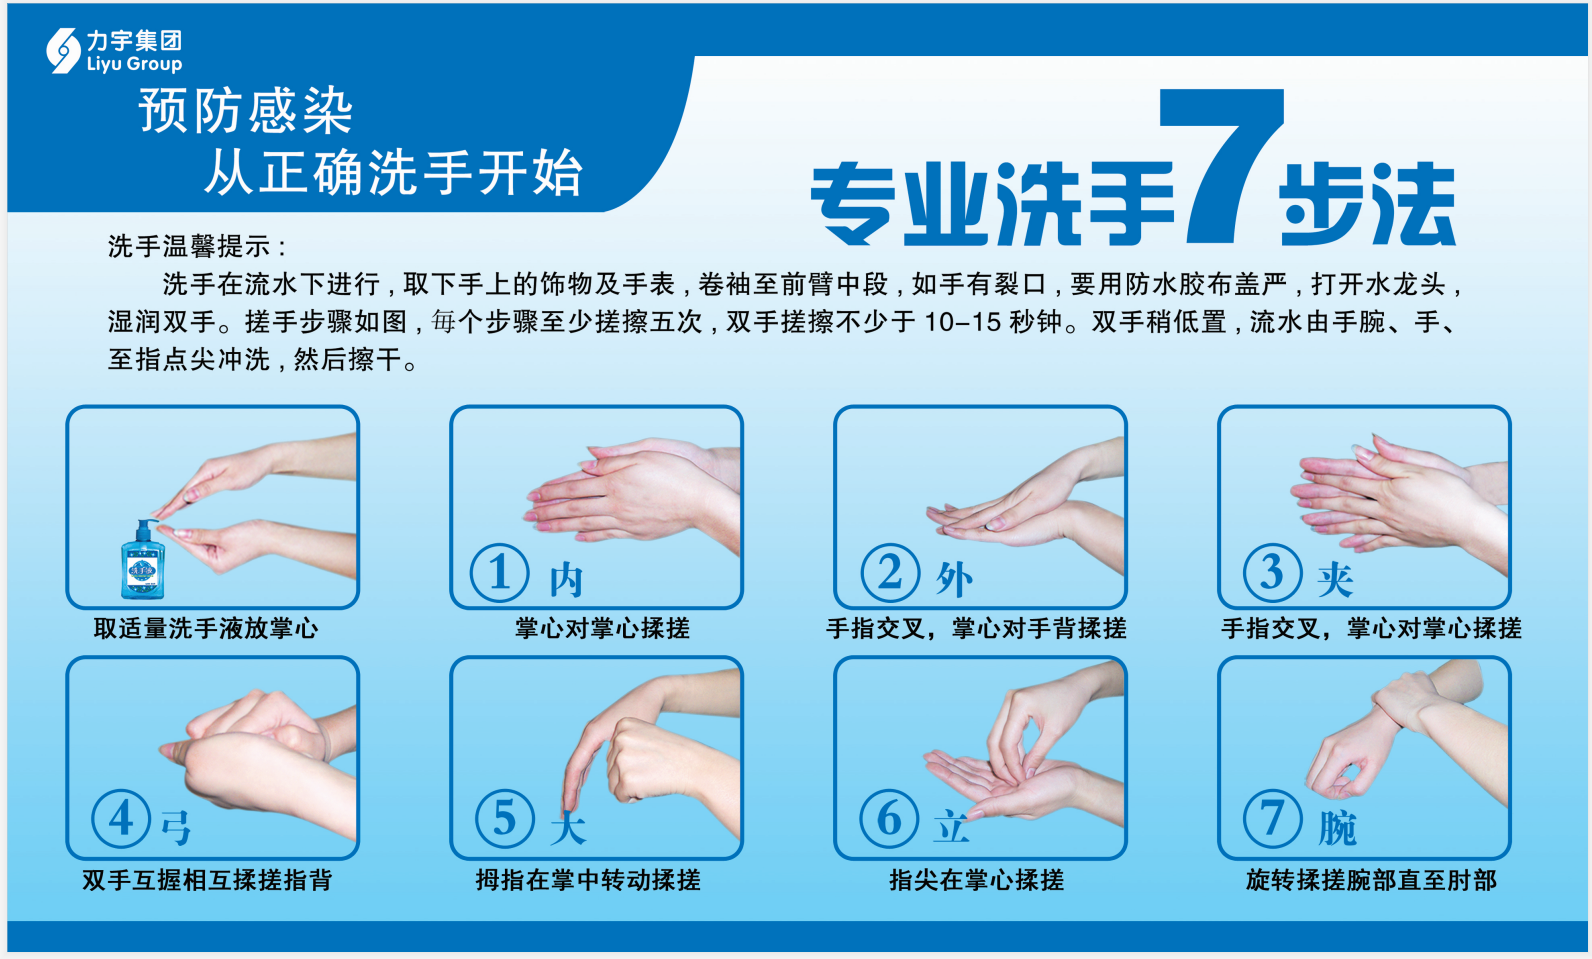 力宇集团
Liyu Group
预防感染
从正确洗手开始
专业洗手7步法
洗手温馨提示：
洗手在流水下进行，取下手上的饰物及手表，卷袖至前臂中段，如手有裂口，要用防水胶布盖严，打开水龙头，
湿润双手。搓手步骤如图，每个步骤至少搓擦五次，双手搓擦不少于 10-15 秒钟。双手稍低置，流水由手腕、手、
至指点尖冲洗，然后擦干。
洗手液
取适量洗手液放掌心
1 内
掌心对掌心揉搓
2 外
手指交叉，掌心对手背揉搓
3 夹
手指交叉，掌心对掌心揉搓
4 弓
双手互握相互揉搓指背
5 大
拇指在掌中转动揉搓
6 立
指尖在掌心揉搓
7 腕
旋转揉搓腕部直至肘部